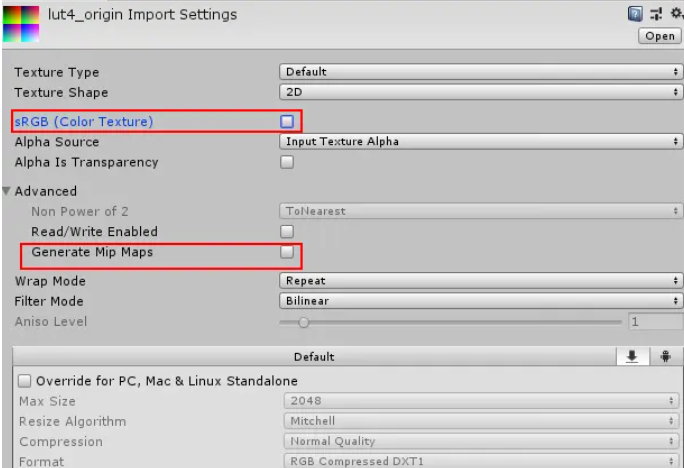 lut4_origin Import Settings
Open
Texture Type Default
Texture Shape 2D
sRGB (Color Texture)
Alpha Source Input Texture Alpha
Alpha Is Transparency
Advanced
Non Power of 2 ToNearest
Read/Write Enabled
Generate Mip Maps
Wrap Mode Repeat
Filter Mode Bilinear
Aniso Level 1
Default
Override for PC, Mac & Linux Standalone
Max Size 2048
Resize Algorithm Mitchell
Compression Normal Quality
Format RGB Compressed DXT1